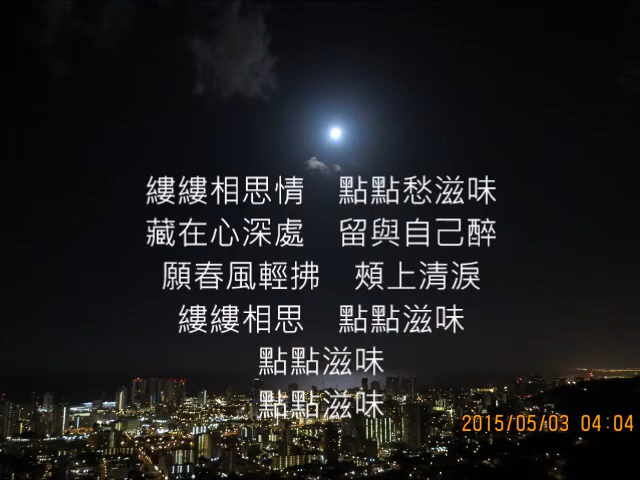 縷縷相思情　點點愁滋味
藏在心深處　留與自己醉
願春風輕拂　頰上清淚
縷縷相思　點點滋味
點點滋味
點點滋味
2015/05/03 04:04